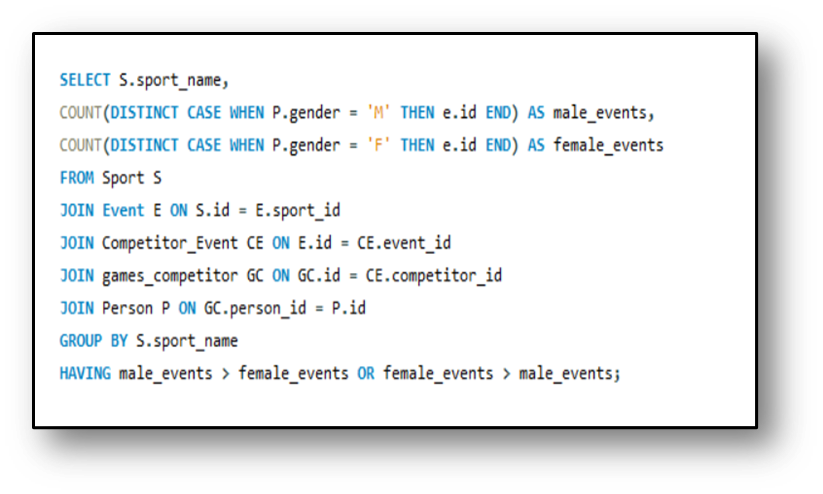 SELECT S.sport_name,
COUNT(DISTINCT CASE WHEN P.gender = 'M' THEN e.id END) AS male_events,
COUNT(DISTINCT CASE WHEN P.gender = 'F' THEN e.id END) AS female_events
FROM Sport S
JOIN Event E ON S.id = E.sport_id
JOIN Competitor_Event CE ON E.id = CE.event_id
JOIN games_competitor GC ON GC.id = CE.competitor_id
JOIN Person P ON GC.person_id = P.id
GROUP BY S.sport_name
HAVING male_events > female_events OR female_events > male_events;